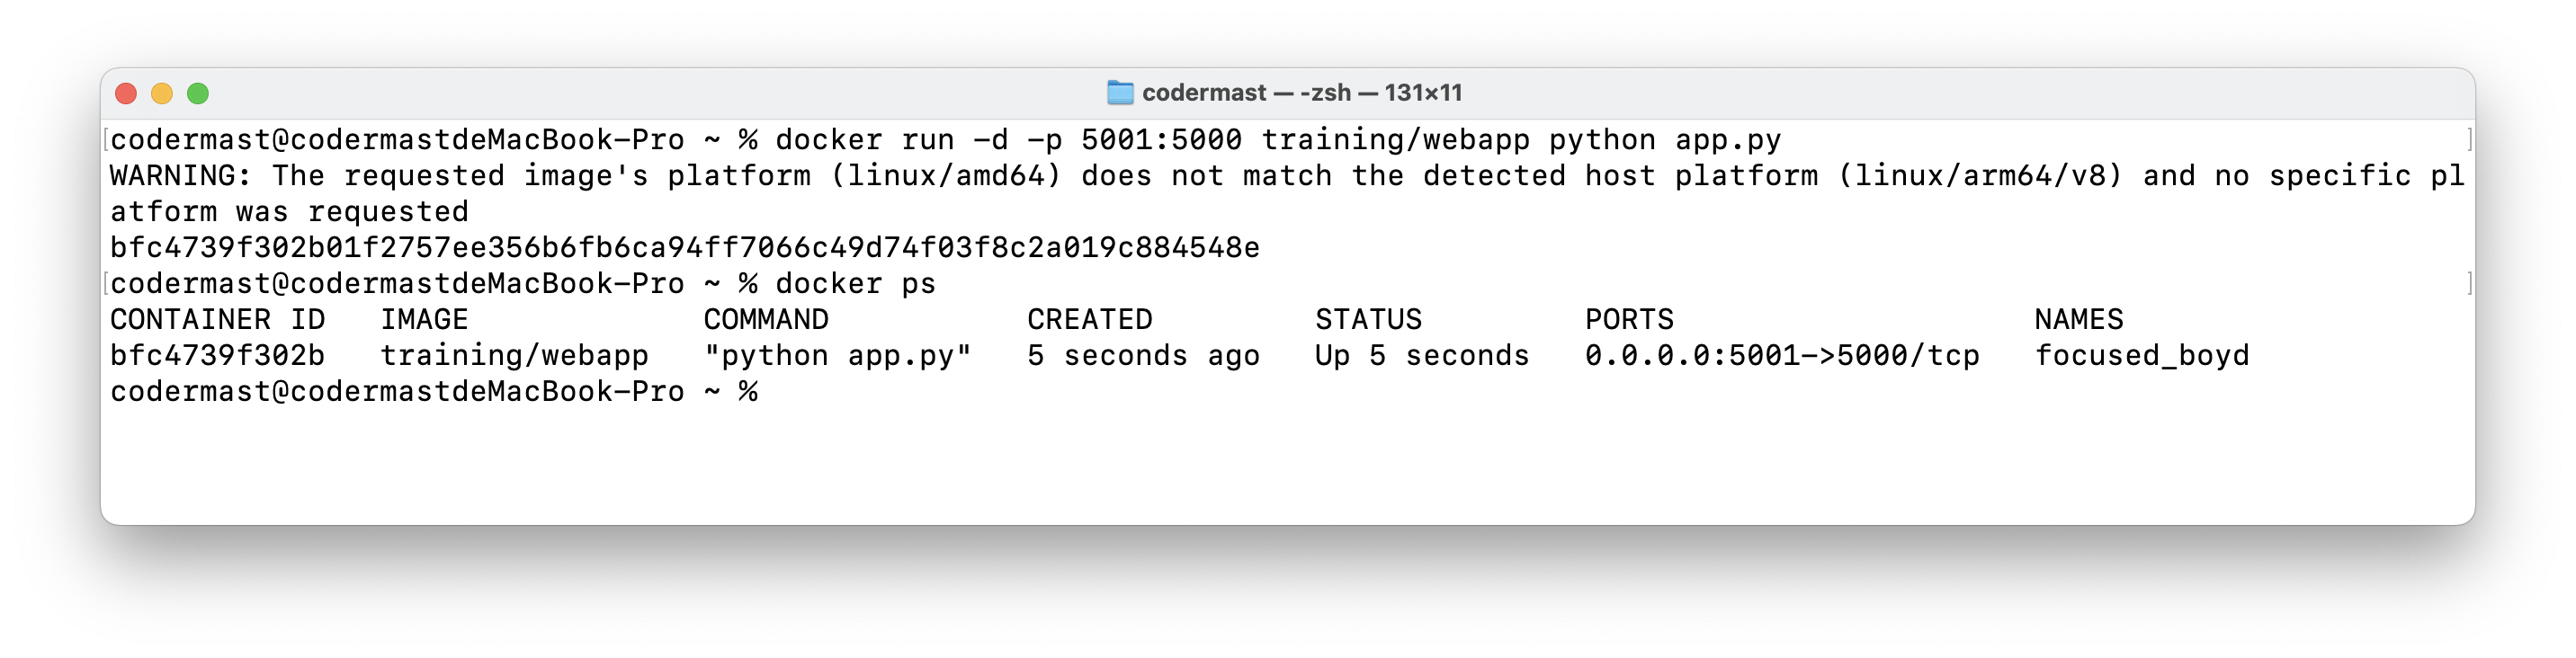 codermast — -zsh — 131×11
codermast@codermastdeMacBook-Pro ~ % docker run -d -p 5001:5000 training/webapp python app.py
WARNING: The requested image's platform (linux/amd64) does not match the detected host platform (linux/arm64/v8) and no specific pl
atform was requested
bfc4739f302b01f2757ee356b6fb6ca94ff7066c49d74f03f8c2a019c884548e
codermast@codermastdeMacBook-Pro ~ % docker ps
CONTAINER ID   IMAGE             COMMAND           CREATED         STATUS         PORTS                    NAMES
bfc4739f302b   training/webapp   "python app.py"   5 seconds ago   Up 5 seconds   0.0.0.0:5001->5000/tcp   focused_boyd
codermast@codermastdeMacBook-Pro ~ %